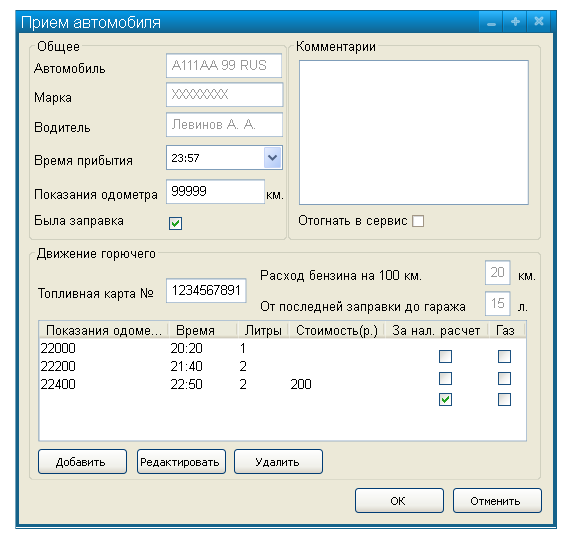 Прием автомобиля
Общее
Автомобиль A111AA 99 RUS
Марка XXXXXXXX
Водитель Левинов А. А.
Время прибытия 23:57
Показания одометра 99999 км.
Была заправка
Комментарии
Отогнать в сервис
Движение горючего
Топливная карта № 1234567891
Расход бензина на 100 км. 20 км.
От последней заправки до гаража 15 л.
Показания одоме... Время Литры Стоимость(р.) За нал. расчет Газ
22000 20:20 1
22200 21:40 2
22400 22:50 2 200
Добавить Редактировать Удалить
ОК Отменить